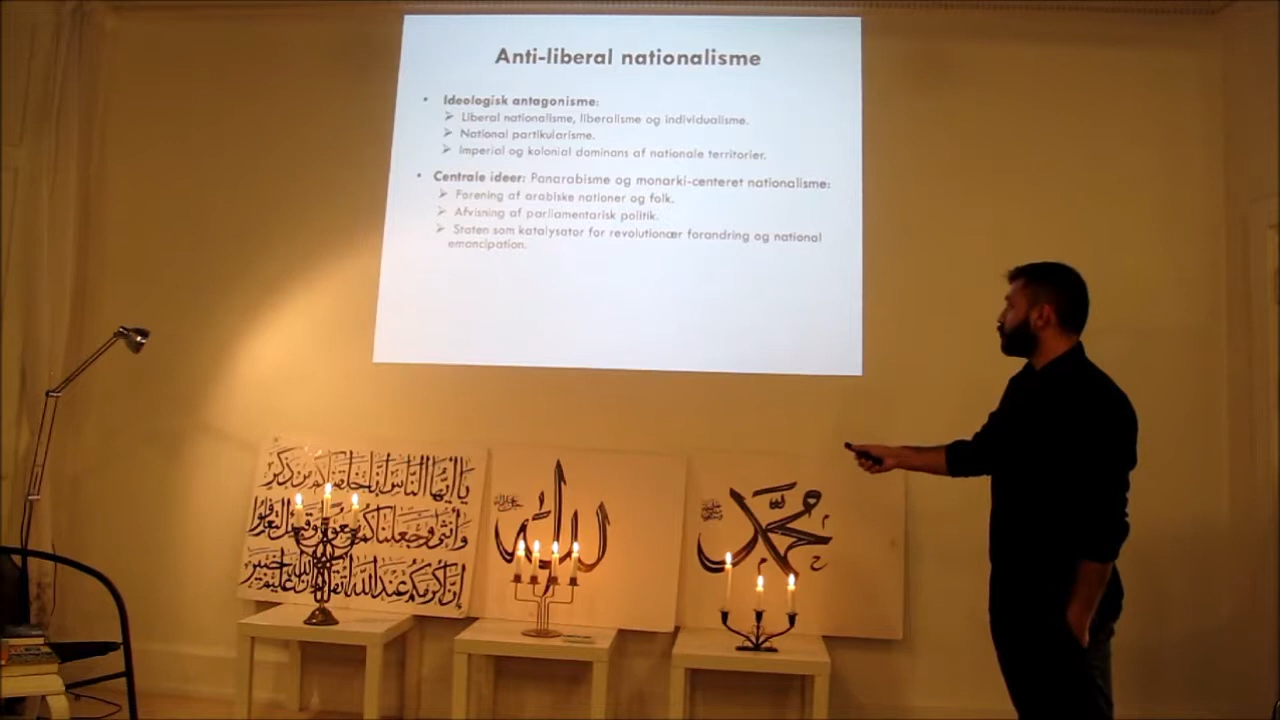 Anti-liberal nationalisme
• Ideologisk antagonisme:
➢ Liberal nationalisme, liberalisme og individualisme.
➢ National partikularisme.
➢ Imperial og kolonial dominans af nationale territorier.
• Centrale ideer: Panarabisme og monarki-centeret nationalisme:
➢ Forening af arabiske nationer og folk.
➢ Afvisning af parliamentarisk politik.
➢ Staten som katalysator for revolutionær forandring og national
emancipation.
يا أيها الناس إنا خلقناكم من ذكر
وأنثى وجعلناكم شعوبا وقبائل لتعارفوا
إن أكرمكم عند الله أتقاكم إن الله عليم خبير
الله
محمد